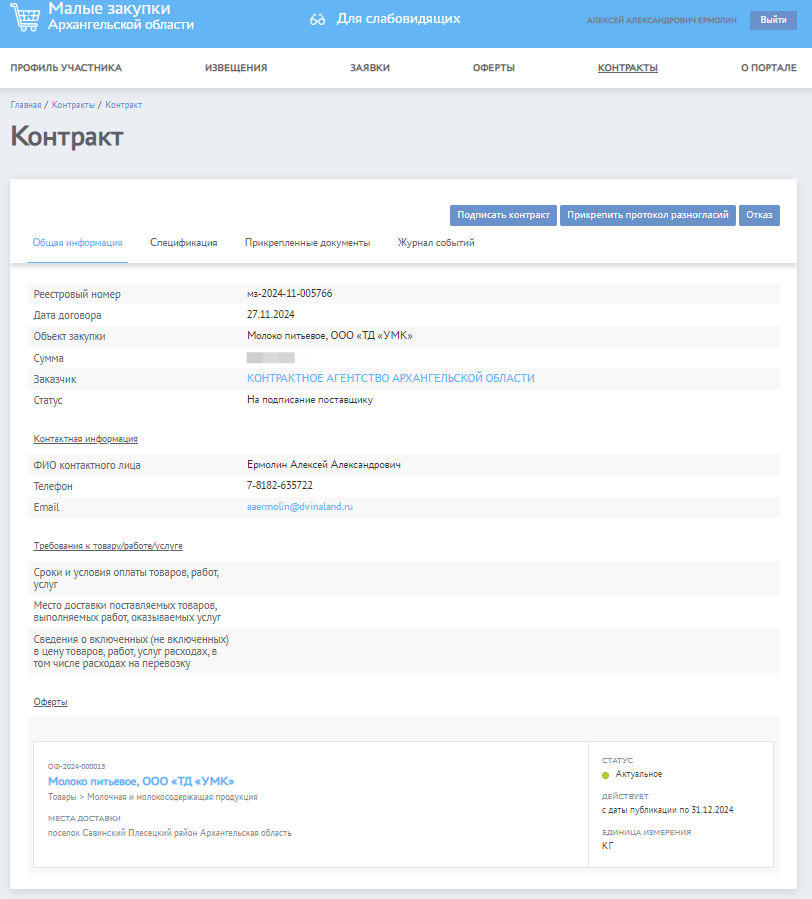 Малые закупки
Архангельской области
Для слабовидящих
АЛЕКСЕЙ АЛЕКСАНДРОВИЧ ЕРМОЛИН
Выйти
ПРОФИЛЬ УЧАСТНИКА ИЗВЕЩЕНИЯ ЗАЯВКИ ОФЕРТЫ КОНТРАКТЫ О ПОРТАЛЕ
Главная / Контракты / Контракт
Контракт
Подписать контракт Прикрепить протокол разногласий Отказ
Общая информация Спецификация Прикрепленные документы Журнал событий
Реестровый номер мз-2024-11-005766
Дата договора 27.11.2024
Объект закупки Молоко питьевое, ООО «ТД «УМК»
Сумма
Заказчик КОНТРАКТНОЕ АГЕНТСТВО АРХАНГЕЛЬСКОЙ ОБЛАСТИ
Статус На подписание поставщику
Контактная информация
ФИО контактного лица Ермолин Алексей Александрович
Телефон 7-8182-635722
Email aaermolin@dvinaland.ru
Требования к товару/работе/услуге
Сроки и условия оплаты товаров, работ,
услуг
Место доставки поставляемых товаров,
выполняемых работ, оказываемых услуг
Сведения о включенных (не включенных)
в цену товаров, работ, услуг расходах, в
том числе расходах на перевозку
Оферты
ОФ-2024-000015
Молоко питьевое, ООО «ТД «УМК»
Товары > Молочная и молокосодержащая продукция
МЕСТА ДОСТАВКИ
поселок Савинский Плесецкий район Архангельская область
СТАТУС
Актуальное
ДЕЙСТВУЕТ
с даты публикации по 31.12.2024
ЕДИНИЦА ИЗМЕРЕНИЯ
КГ